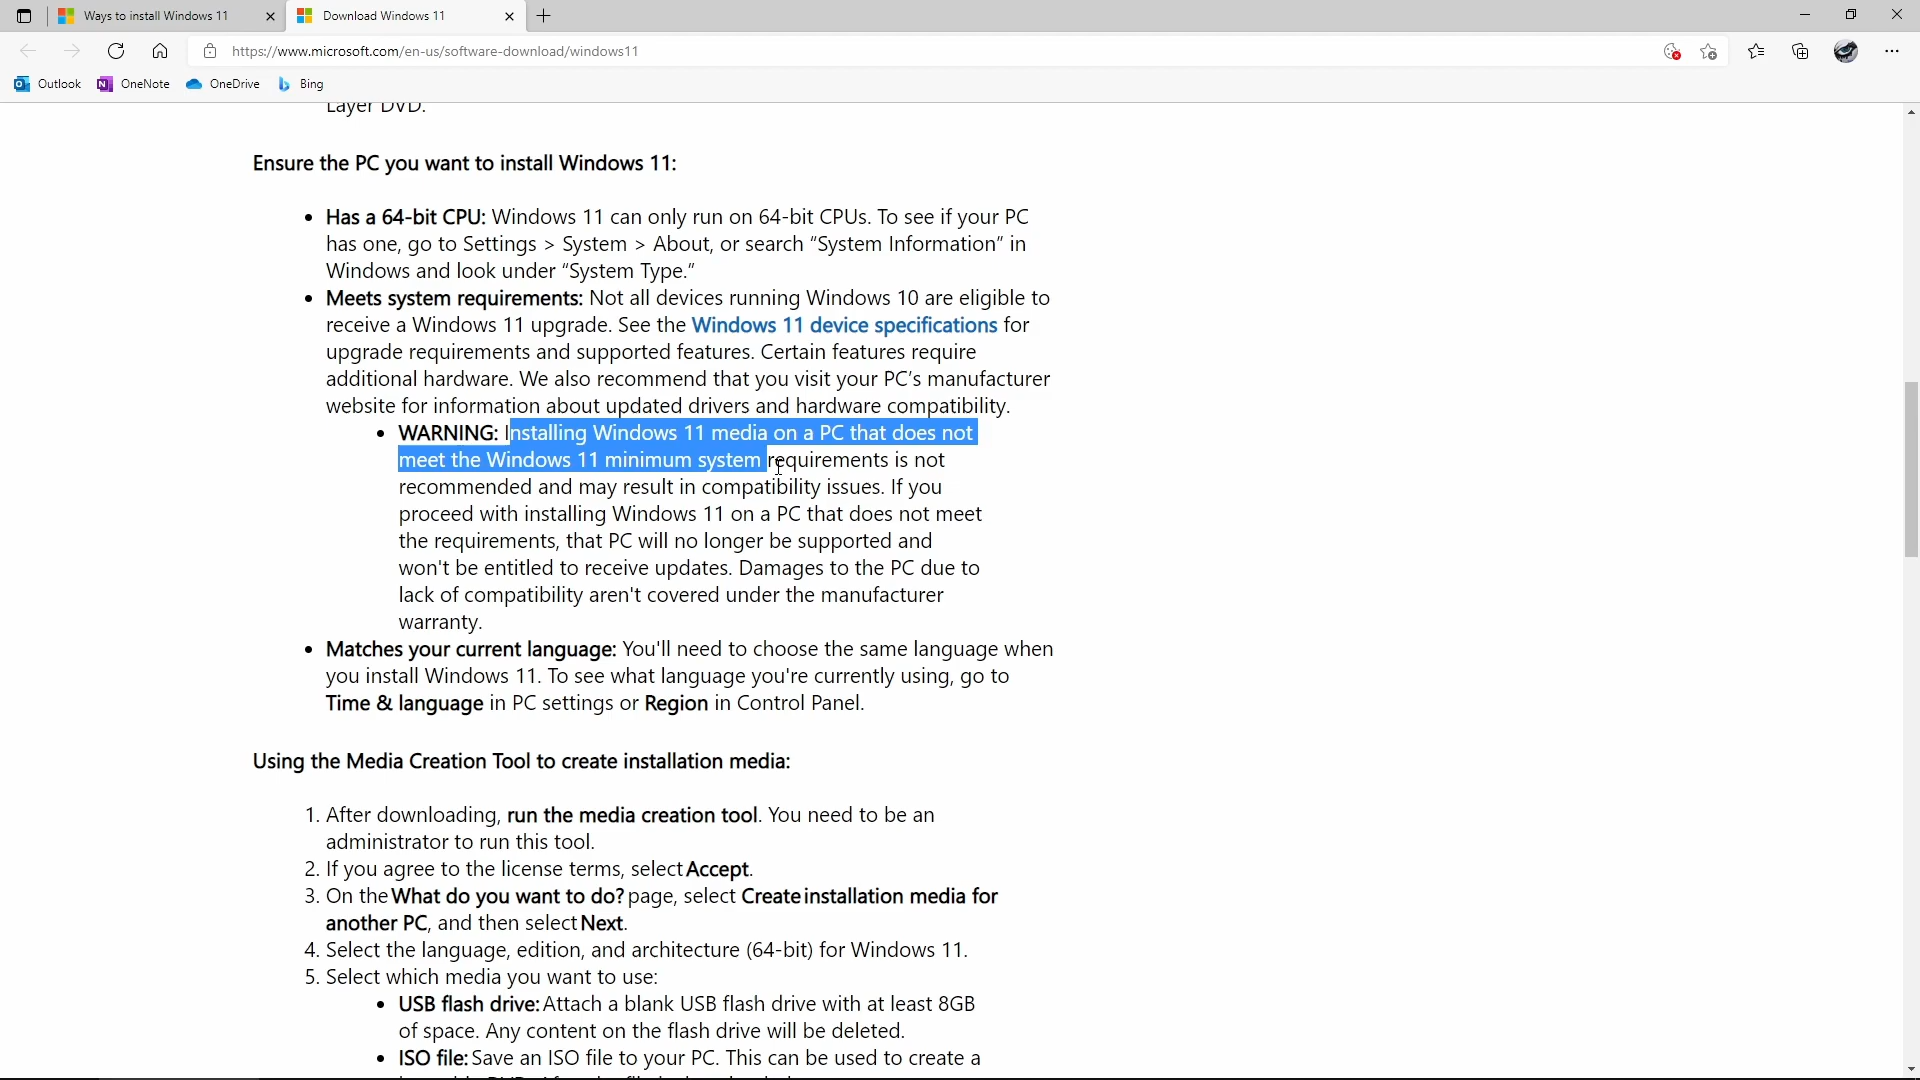 Ways to install Windows 11
Download Windows 11
https://www.microsoft.com/en-us/software-download/windows11
Outlook
OneNote
OneDrive
Bing
Layer DVD.
Ensure the PC you want to install Windows 11:
• Has a 64-bit CPU: Windows 11 can only run on 64-bit CPUs. To see if your PC
has one, go to Settings > System > About, or search “System Information” in
Windows and look under “System Type.”
• Meets system requirements: Not all devices running Windows 10 are eligible to
receive a Windows 11 upgrade. See the Windows 11 device specifications for
upgrade requirements and supported features. Certain features require
additional hardware. We also recommend that you visit your PC’s manufacturer
website for information about updated drivers and hardware compatibility.
• WARNING: Installing Windows 11 media on a PC that does not
meet the Windows 11 minimum system requirements is not
recommended and may result in compatibility issues. If you
proceed with installing Windows 11 on a PC that does not meet
the requirements, that PC will no longer be supported and
won't be entitled to receive updates. Damages to the PC due to
lack of compatibility aren't covered under the manufacturer
warranty.
• Matches your current language: You'll need to choose the same language when
you install Windows 11. To see what language you're currently using, go to
Time & language in PC settings or Region in Control Panel.
Using the Media Creation Tool to create installation media:
1. After downloading, run the media creation tool. You need to be an
administrator to run this tool.
2. If you agree to the license terms, select Accept.
3. On the What do you want to do? page, select Create installation media for
another PC, and then select Next.
4. Select the language, edition, and architecture (64-bit) for Windows 11.
5. Select which media you want to use:
• USB flash drive: Attach a blank USB flash drive with at least 8GB
of space. Any content on the flash drive will be deleted.
• ISO file: Save an ISO file to your PC. This can be used to create a